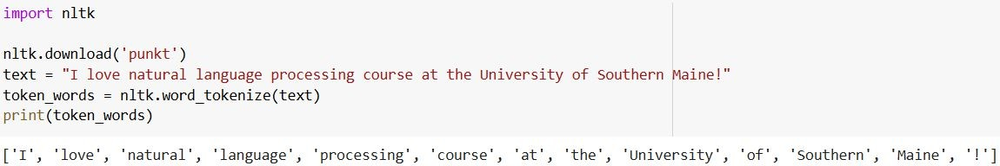 import nltk
nltk.download('punkt')
text = "I love natural language processing course at the University of Southern Maine!"
token_words = nltk.word_tokenize(text)
print(token_words)
['I', 'love', 'natural', 'language', 'processing', 'course', 'at', 'the', 'University', 'of', 'Southern', 'Maine', '!']